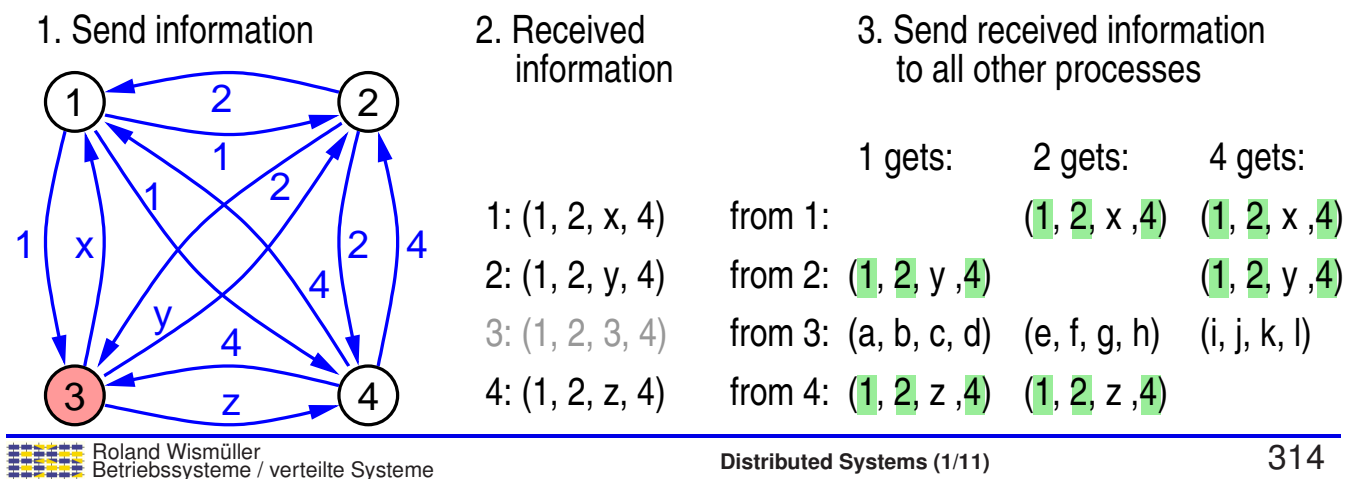 1. Send information
2. Received
information
3. Send received information
to all other processes
1
2
2
1
1
2
1
x
2
4
4
y
4
z
3
4
1: (1, 2, x, 4)
2: (1, 2, y, 4)
3: (1, 2, 3, 4)
4: (1, 2, z, 4)
1 gets: 2 gets: 4 gets:
from 1: (1, 2, x ,4) (1, 2, x ,4)
from 2: (1, 2, y ,4) (1, 2, y ,4)
from 3: (a, b, c, d) (e, f, g, h) (i, j, k, l)
from 4: (1, 2, z ,4) (1, 2, z ,4)
Roland Wismüller
Betriebssysteme / verteilte Systeme
Distributed Systems (1/11)
314